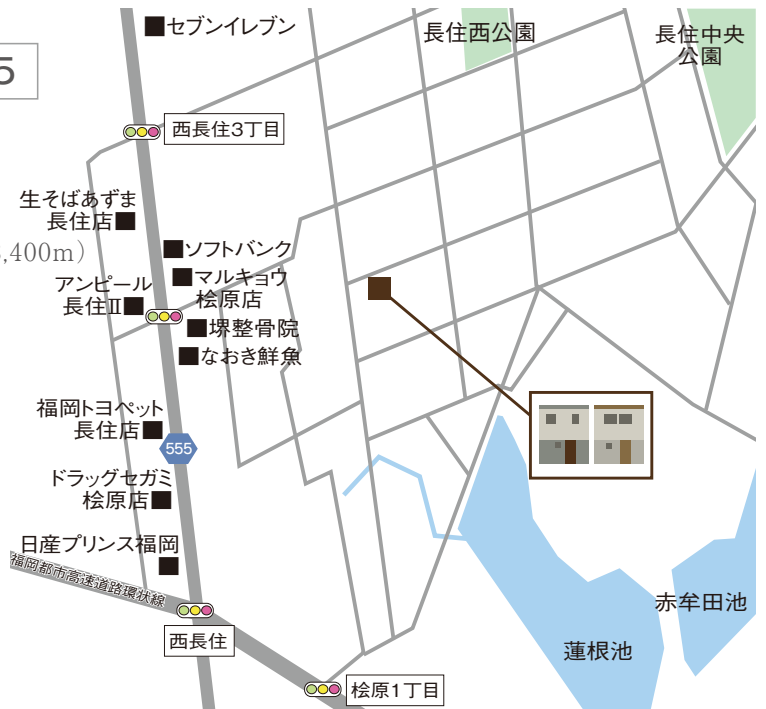 セブンイレブン
長住西公園
長住中央
公園
5
西長住3丁目
生そばあずま
長住店
,400m）
ソフトバンク
マルキョウ
桧原店
アンピール
長住Ⅱ
堺整骨院
なおき鮮魚
福岡トヨペット
長住店
555
ドラッグセガミ
桧原店
日産プリンス福岡
福岡都市高速道路環状線
西長住
桧原1丁目
赤牟田池
蓮根池